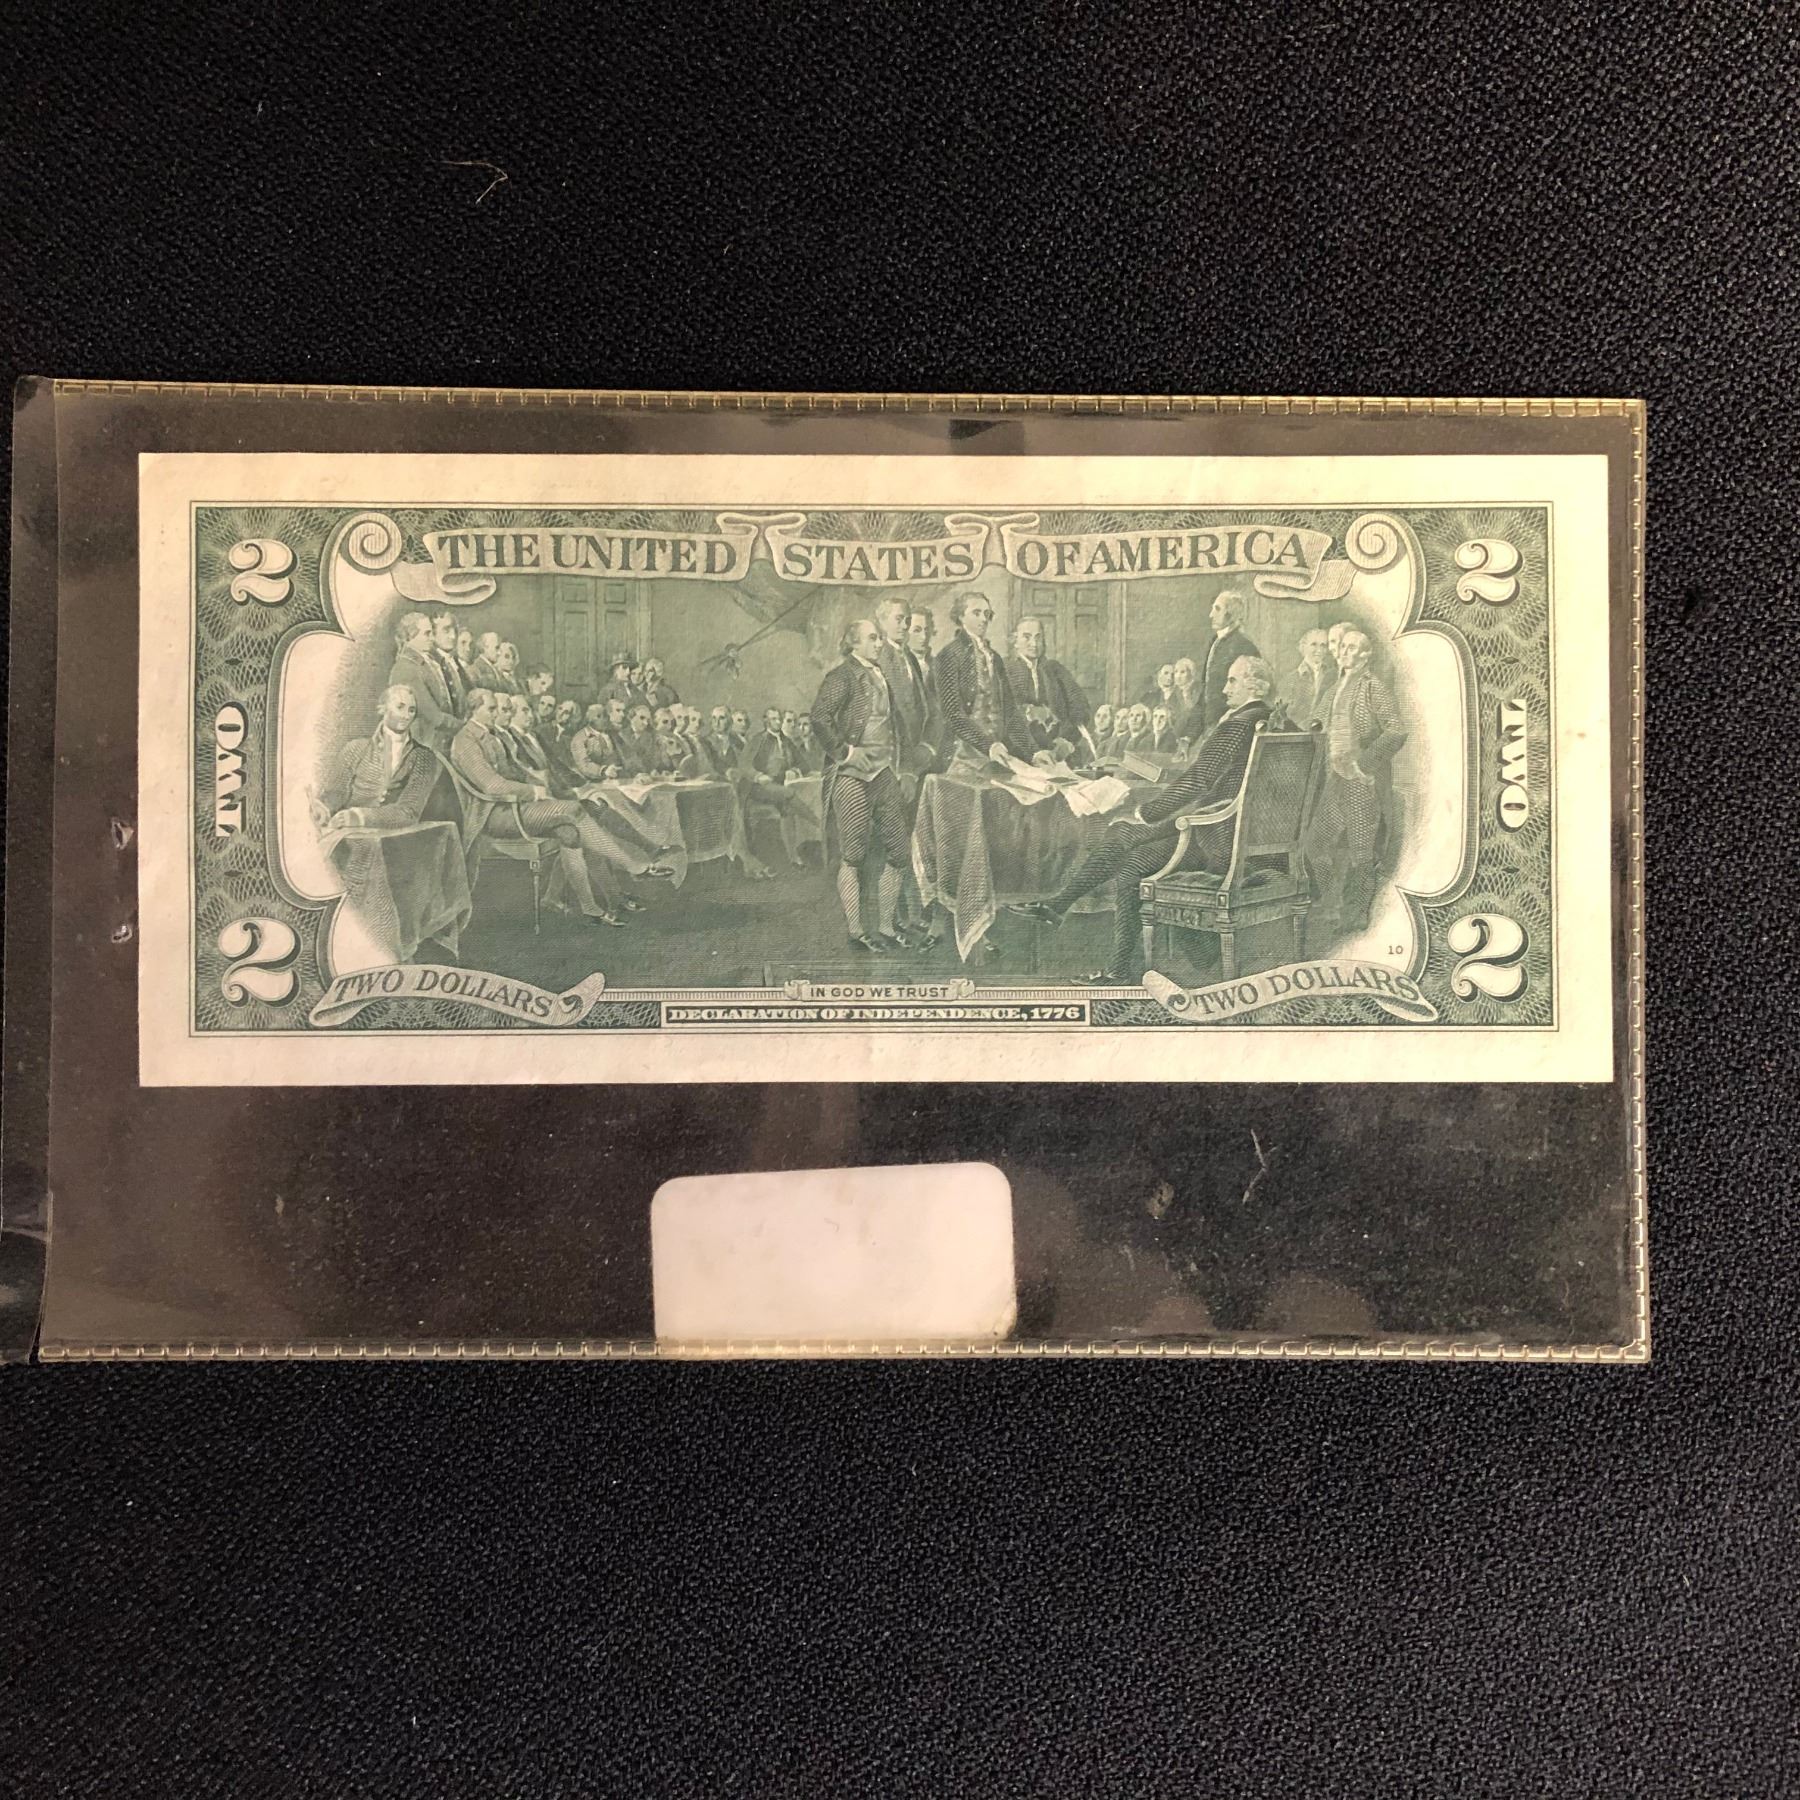 THE UNITED STATES OF AMERICA
2 2
TWO TWO
2 2
10
TWO DOLLARS IN GOD WE TRUST TWO DOLLARS
DECLARATION OF INDEPENDENCE, 1776